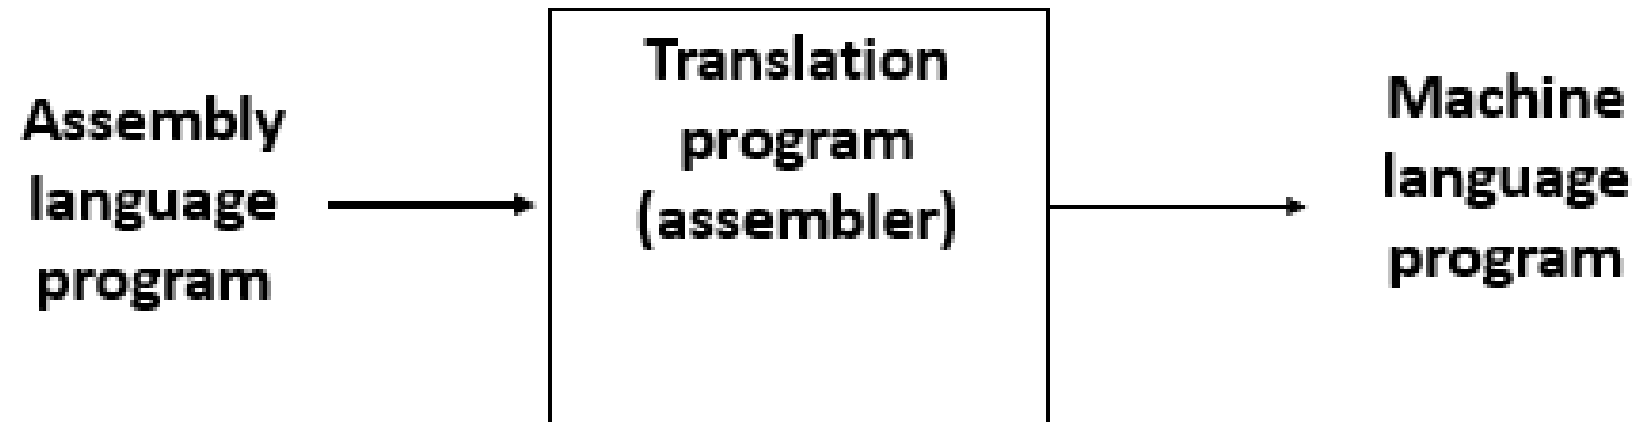 Assembly
language
program
Translation
program
(assembler)
Machine
language
program